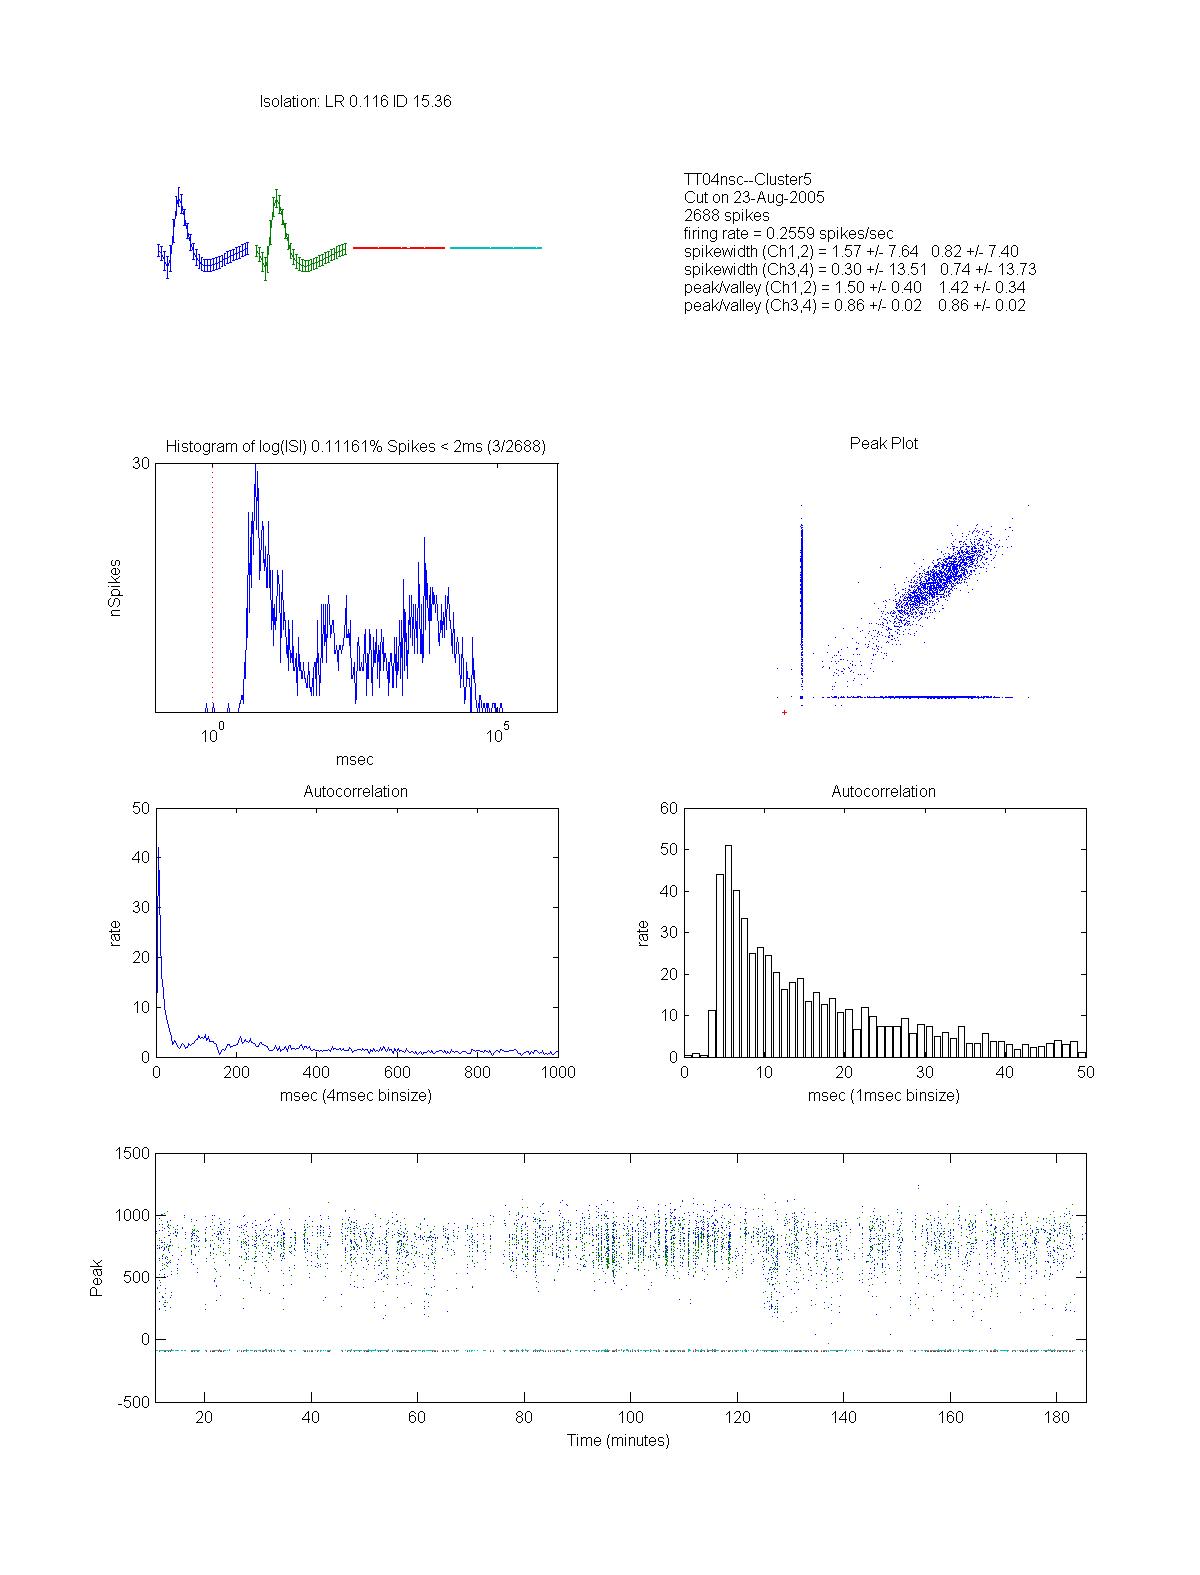 Isolation: LR 0.116 ID 15.36
TT04nsc--Cluster5
Cut on 23-Aug-2005
2688 spikes
firing rate = 0.2559 spikes/sec
spikewidth (Ch1,2) = 1.57 +/- 7.64 0.82 +/- 7.40
spikewidth (Ch3,4) = 0.30 +/- 13.51 0.74 +/- 13.73
peak/valley (Ch1,2) = 1.50 +/- 0.40 1.42 +/- 0.34
peak/valley (Ch3,4) = 0.86 +/- 0.02 0.86 +/- 0.02
Histogram of log(ISI) 0.11161% Spikes < 2ms (3/2688)
30
nSpikes
10^0 10^5
msec
Peak Plot
Autocorrelation
50
40
30
20
10
0
rate
0 200 400 600 800 1000
msec (4msec binsize)
Autocorrelation
60
50
40
30
20
10
0
rate
0 10 20 30 40 50
msec (1msec binsize)
1500
1000
500
0
-500
Peak
20 40 60 80 100 120 140 160 180
Time (minutes)